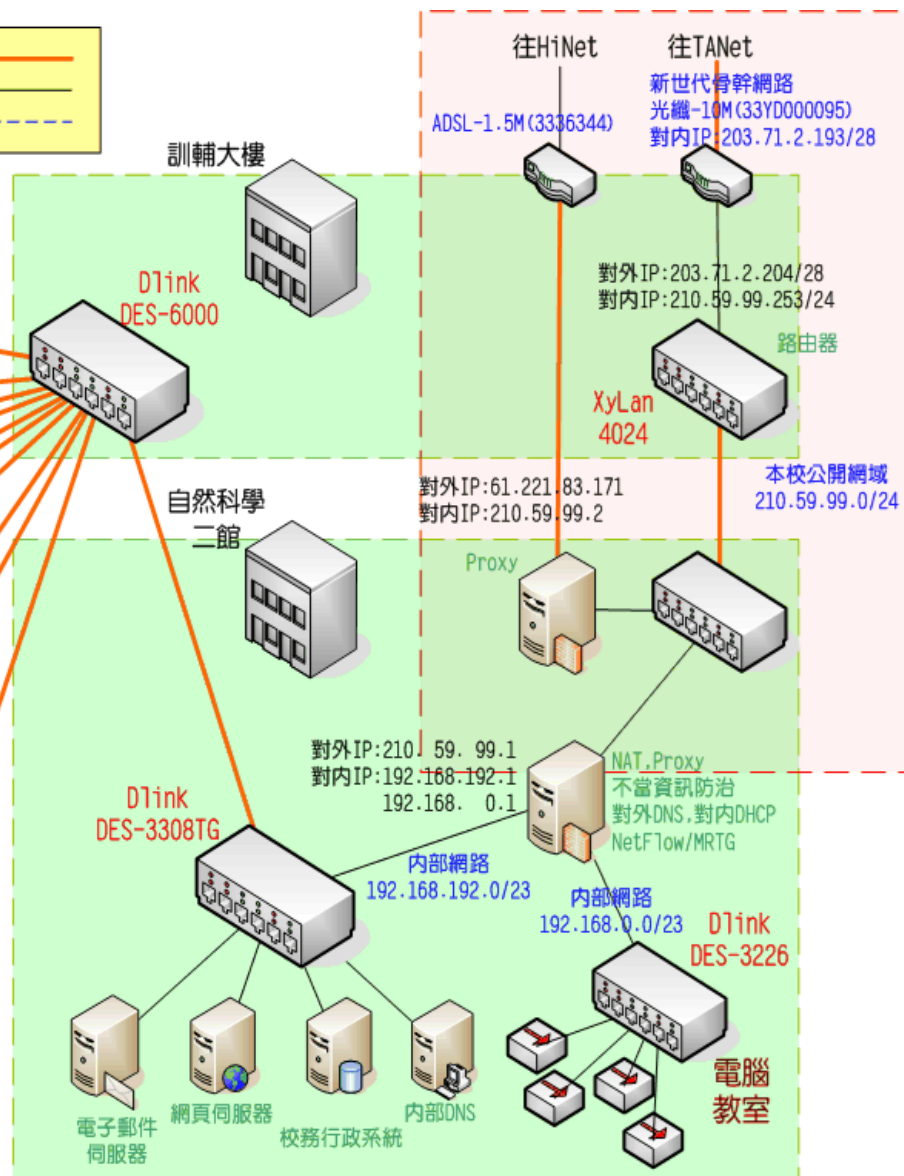 往HiNet
往TANet
新世代骨幹網路
光纖-10M(33YD000095)
對內IP:203.71.2.193/28
ADSL-1.5M(3336344)
訓輔大樓
Dlink
DES-6000
對外IP:203.71.2.204/28
對內IP:210.59.99.253/24
路由器
XyLan
4024
本校公開網域
210.59.99.0/24
自然科學
二館
對外IP:61.221.83.171
對內IP:210.59.99.2
Proxy
對外IP:210. 59. 99.1
對內IP:192.168.192.1
192.168. 0.1
NAT,Proxy
不當資訊防治
對外DNS,對內DHCP
NetFlow/MRTG
Dlink
DES-3308TG
內部網路
192.168.192.0/23
內部網路
192.168.0.0/23
Dlink
DES-3226
電子郵件
伺服器
網頁伺服器
校務行政系統
內部DNS
電腦
教室